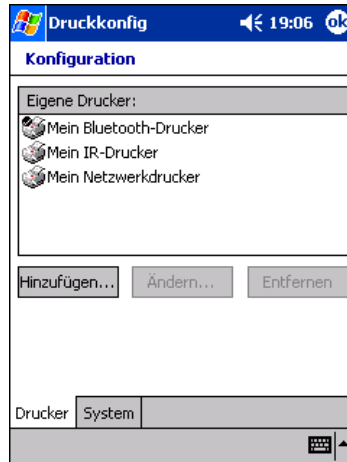 Druckkonfig 19:06 ok
Konfiguration
Eigene Drucker:
Mein Bluetooth-Drucker
Mein IR-Drucker
Mein Netzwerkdrucker
Hinzufügen... Ändern... Entfernen
Drucker System